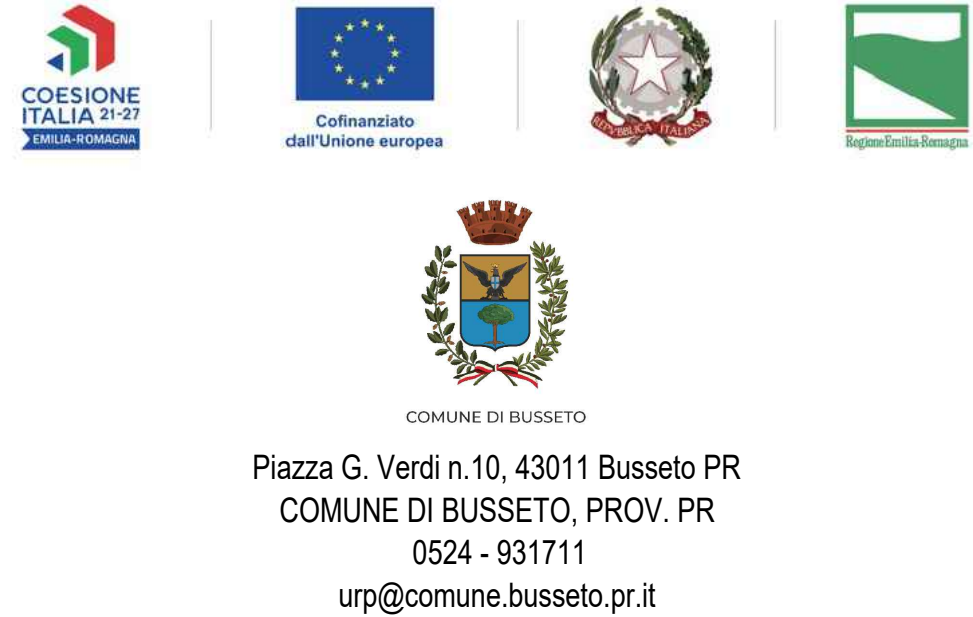 COESIONE
ITALIA 21-27
EMILIA-ROMAGNA
Cofinanziato
dall'Unione europea
REPVBBLICA ITALIANA
RegioneEmilia-Romagna
COMUNE DI BUSSETO
Piazza G. Verdi n.10, 43011 Busseto PR
COMUNE DI BUSSETO, PROV. PR
0524 - 931711
urp@comune.busseto.pr.it